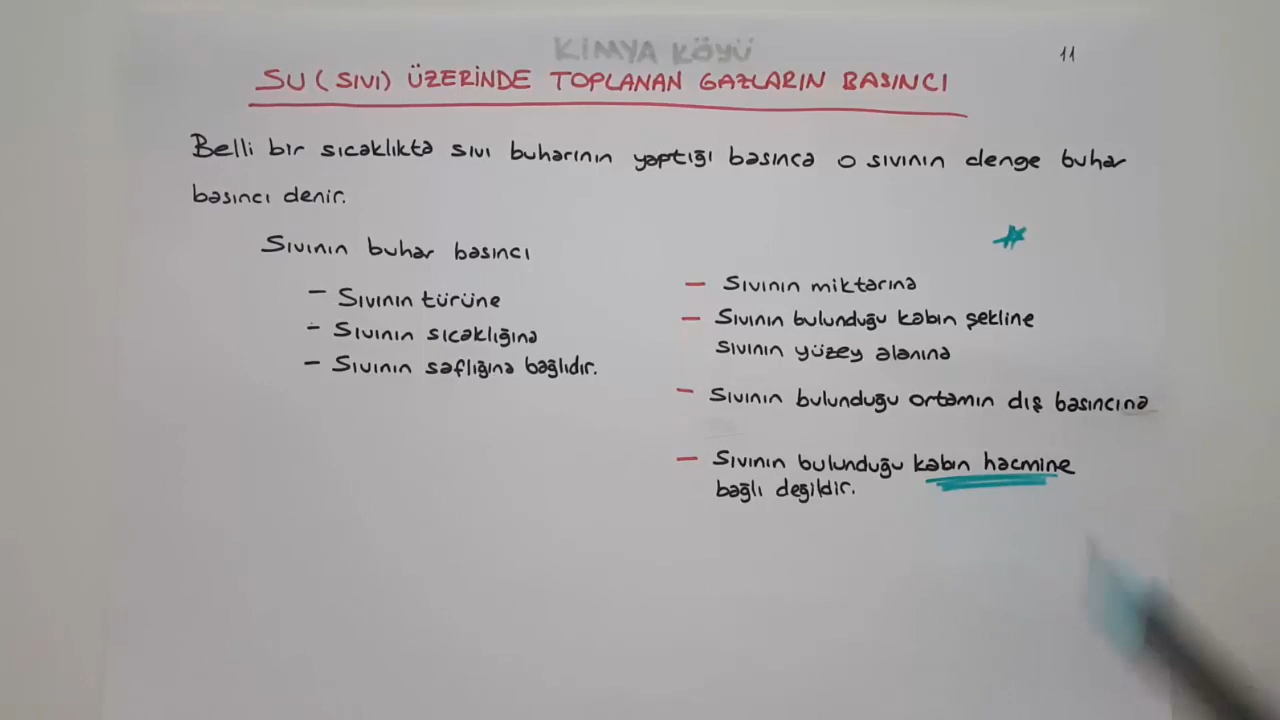 KİMYA KÖYÜ
11
SU (SIVI) ÜZERİNDE TOPLANAN GAZLARIN BASINCI
Belli bir sıcaklıkta sıvı buharının yaptığı basınca o sıvının denge buhar
basıncı denir.
Sıvının buhar basıncı
- Sıvının türüne
- Sıvının sıcaklığına
- Sıvının saflığına bağlıdır.
- Sıvının miktarına
- Sıvının bulunduğu kabın şekline
sıvının yüzey alanına
- Sıvının bulunduğu ortamın dış basıncına
- Sıvının bulunduğu kabın hacmine
bağlı değildir.